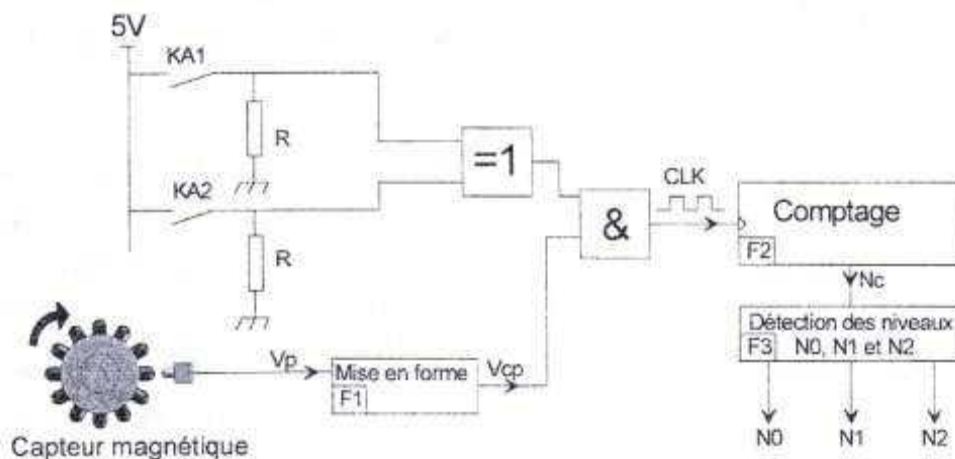 5V
KA1
R
=1
KA2
CLK
Comptage
&
F2
R
Nc
Détection des niveaux
F3 N0, N1 et N2
Vp
Mise en forme
Vcp
F1
N0 N1 N2
Capteur magnétique